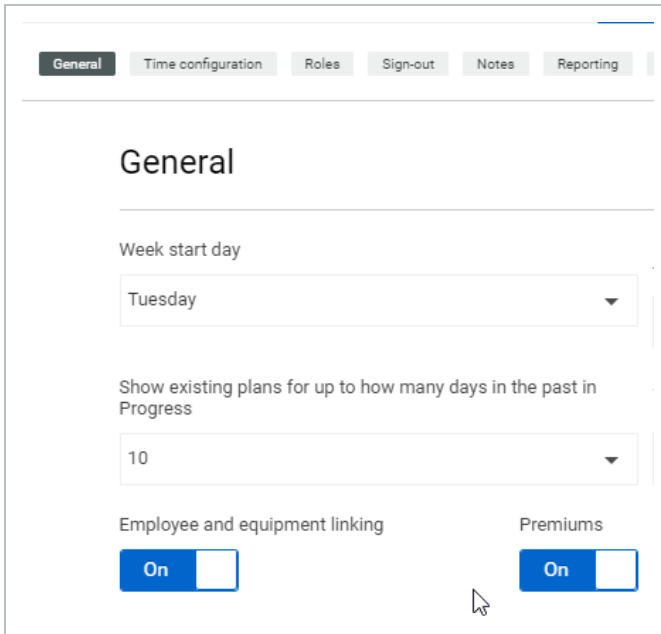 General Time configuration Roles Sign-out Notes Reporting
General
Week start day
Tuesday
Show existing plans for up to how many days in the past in
Progress
10
Employee and equipment linking Premiums
On On